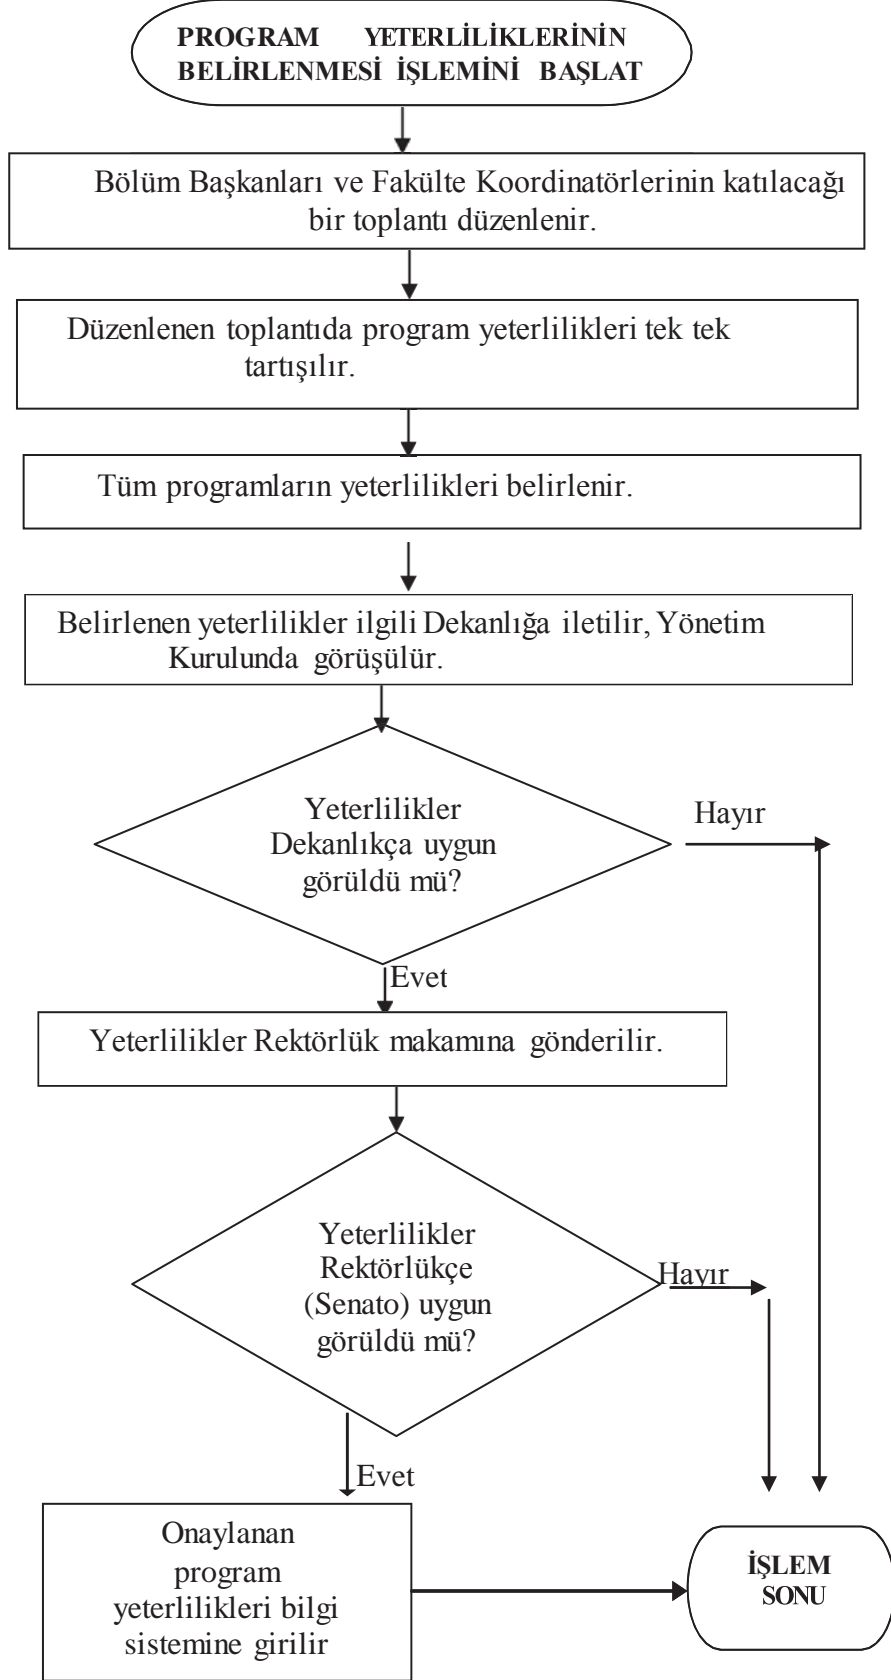 PROGRAM YETERLİLİKLERİNİN
BELİRLENMESİ İŞLEMİNİ BAŞLAT
Bölüm Başkanları ve Fakülte Koordinatörlerinin katılacağı
bir toplantı düzenlenir.
Düzenlenen toplantıda program yeterlilikleri tek tek
tartışılır.
Tüm programların yeterlilikleri belirlenir.
Belirlenen yeterlilikler ilgili Dekanlığa iletilir, Yönetim
Kurulunda görüşülür.
Yeterlilikler
Dekanlıkça uygun
görüldü mü?
Hayır
Evet
Yeterlilikler Rektörlük makamına gönderilir.
Yeterlilikler
Rektörlükçe
(Senato) uygun
görüldü mü?
Hayır
Evet
Onaylanan
program
yeterlilikleri bilgi
sistemine girilir
İŞLEM
SONU